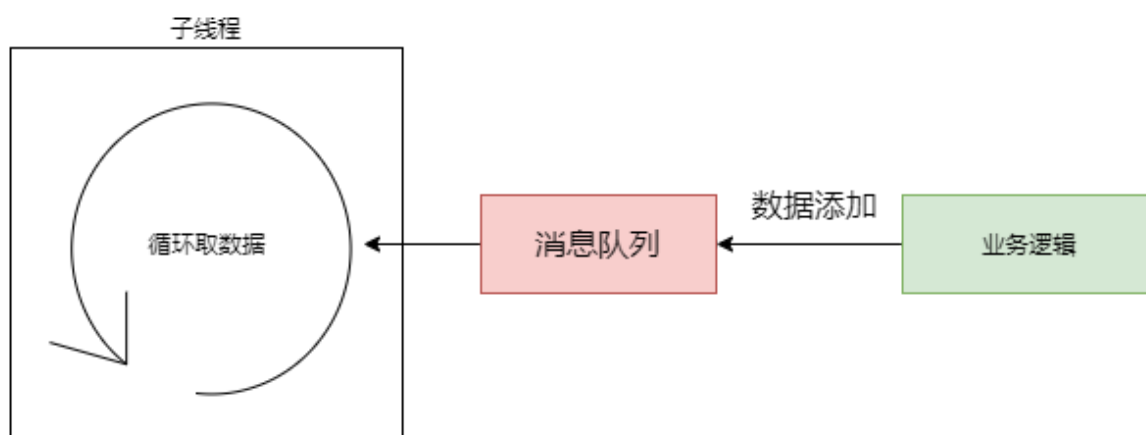 子线程
循环取数据
消息队列
数据添加
业务逻辑